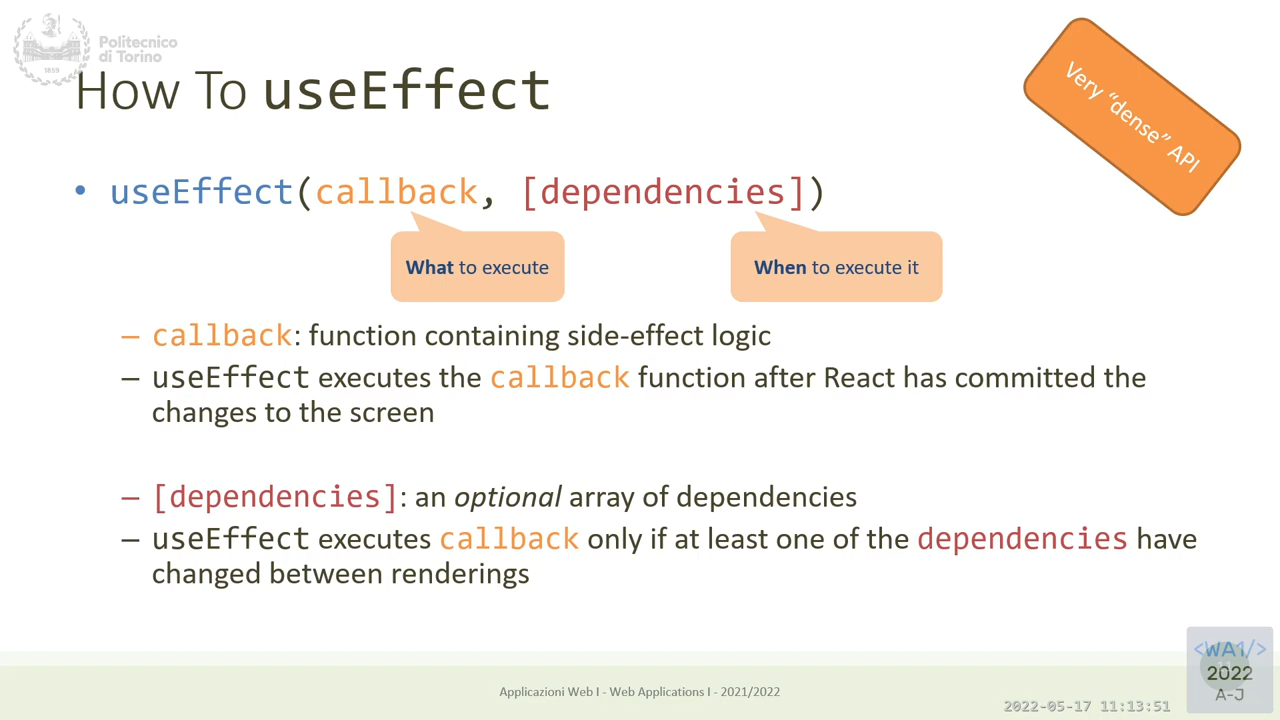 Politecnico
di Torino
1859
How To useEffect
Very “dense” API
• useEffect(callback, [dependencies])
What to execute
When to execute it
– callback: function containing side-effect logic
– useEffect executes the callback function after React has committed the
changes to the screen
– [dependencies]: an optional array of dependencies
– useEffect executes callback only if at least one of the dependencies have
changed between renderings
<WA1/>
2022
A-J
Applicazioni Web I - Web Applications I - 2021/2022
2022-05-17 11:13:51